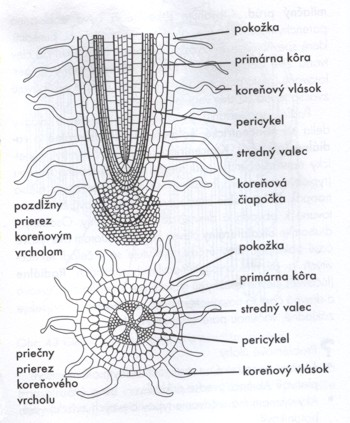 pokožka
primárna kôra
koreňový vlások
pericykel
stredný valec
koreňová
čiapočka
pozdĺžny
prierez
koreňovým
vrcholom
pokožka
primárna kôra
stredný valec
pericykel
koreňový vlások
priečny
prierez
koreňového
vrcholu